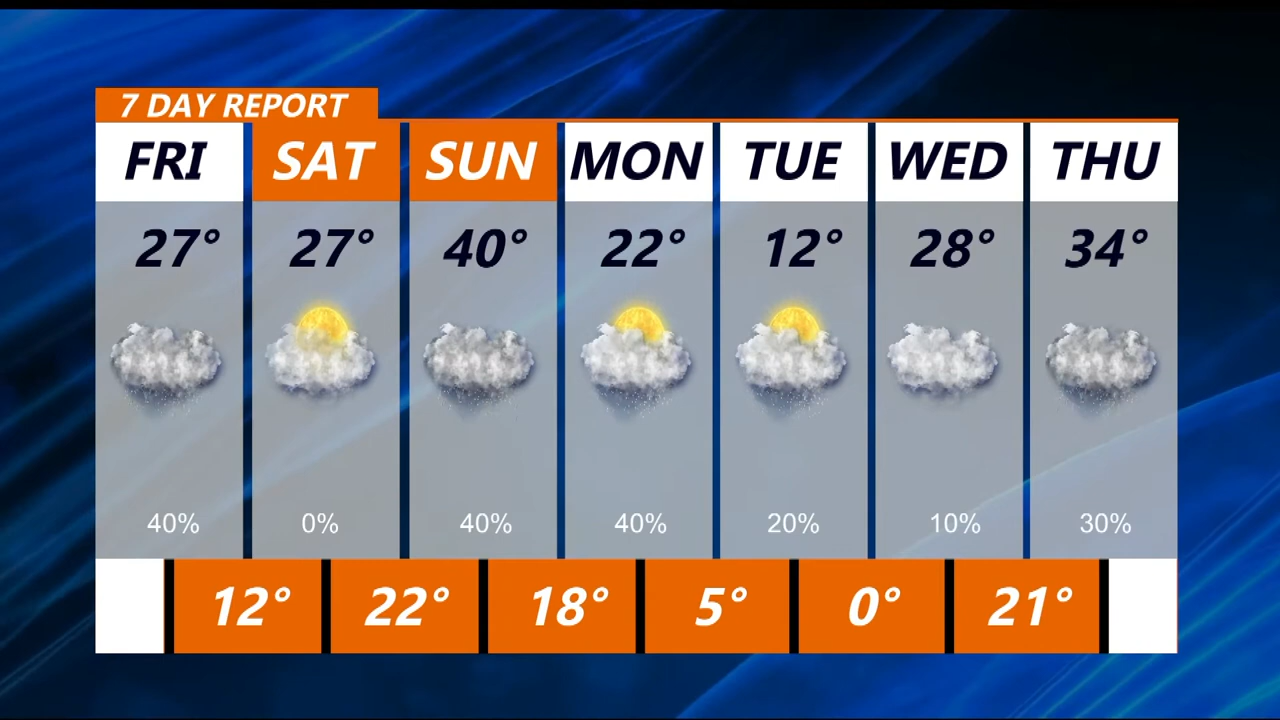 7 DAY REPORT
FRI SAT SUN MON TUE WED THU
27° 27° 40° 22° 12° 28° 34°
40% 0% 40% 40% 20% 10% 30%
12° 22° 18° 5° 0° 21°